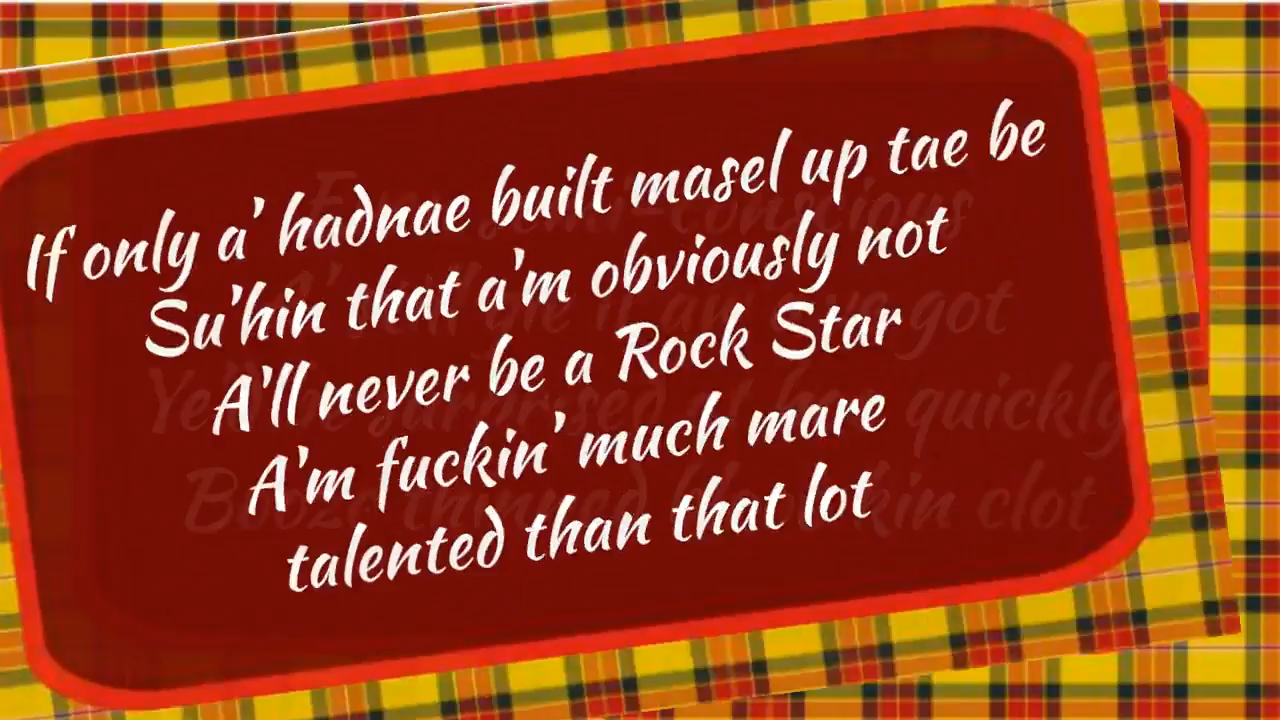 If only a' hadnae built masel up tae be
Su'hin that a'm obviously not
A'll never be a Rock Star
A'm fuckin' much mare
talented than that lot